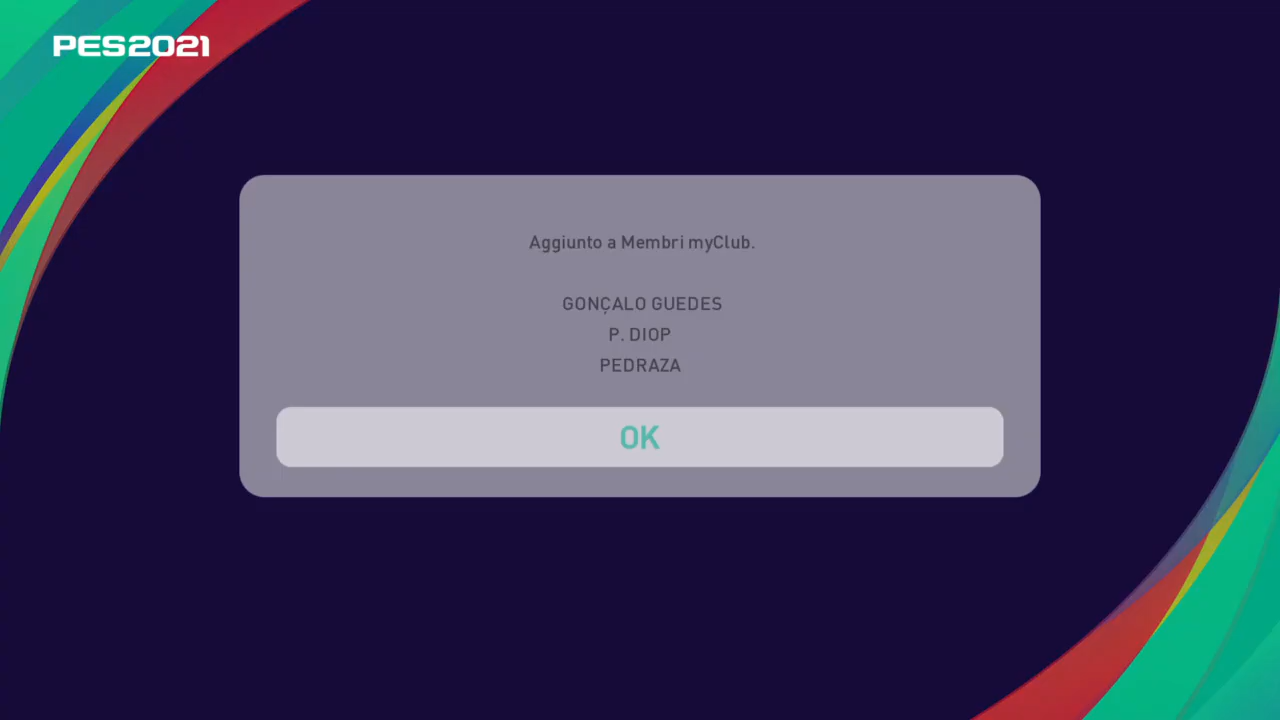 PES2021
Aggiunto a Membri myClub.
GONÇALO GUEDES
P. DIOP
PEDRAZA
OK